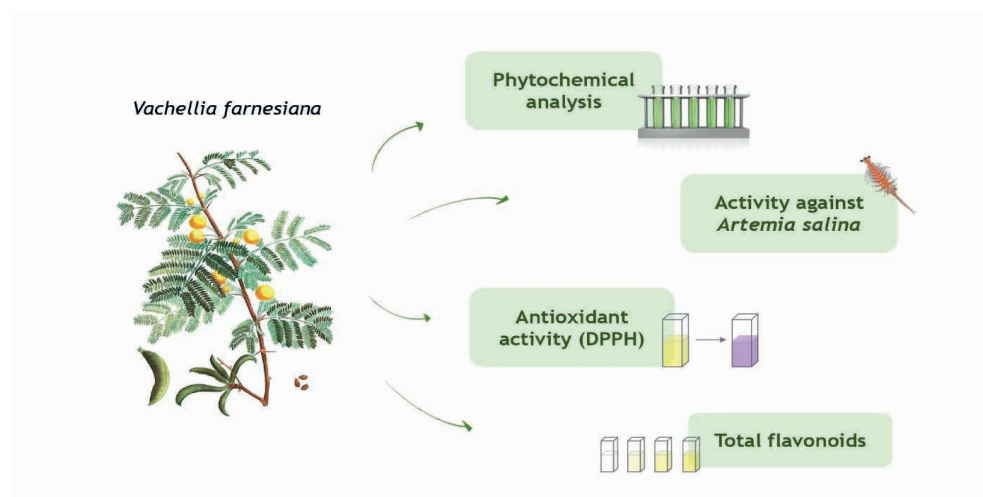 Vachellia farnesiana
Phytochemical
analysis
Activity against
Artemia salina
Antioxidant
activity (DPPH)
Total flavonoids